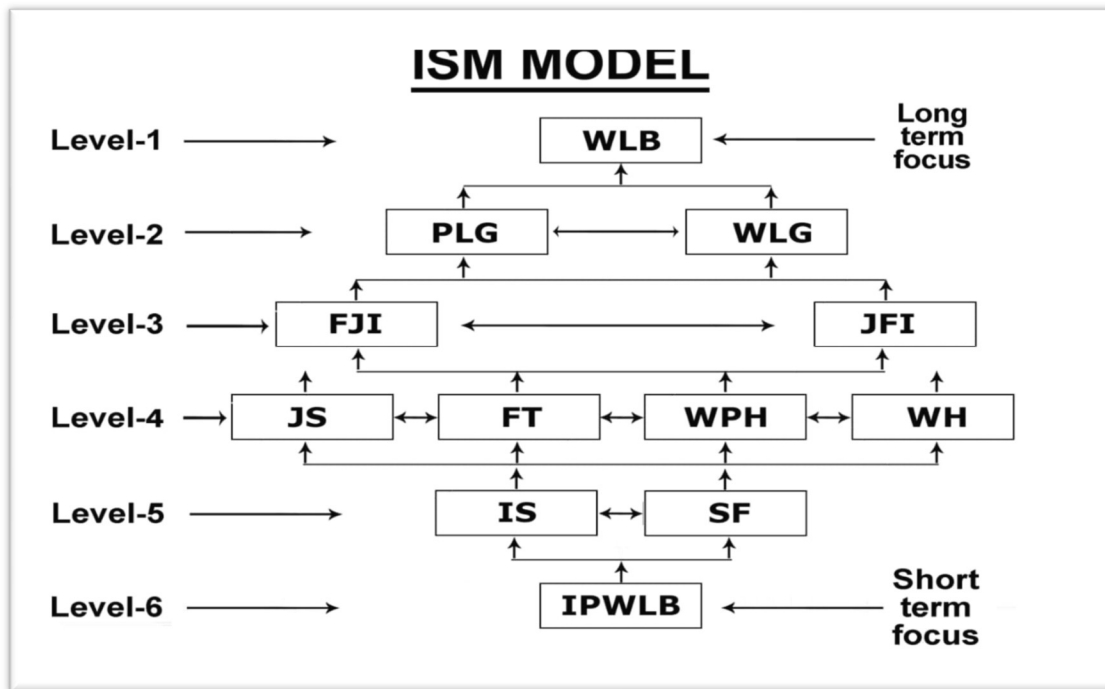 ISM MODEL
Level-1
WLB
Long
term
focus
Level-2
PLG
WLG
Level-3
FJI
JFI
Level-4
JS
FT
WPH
WH
Level-5
IS
SF
Level-6
IPWLB
Short
term
focus